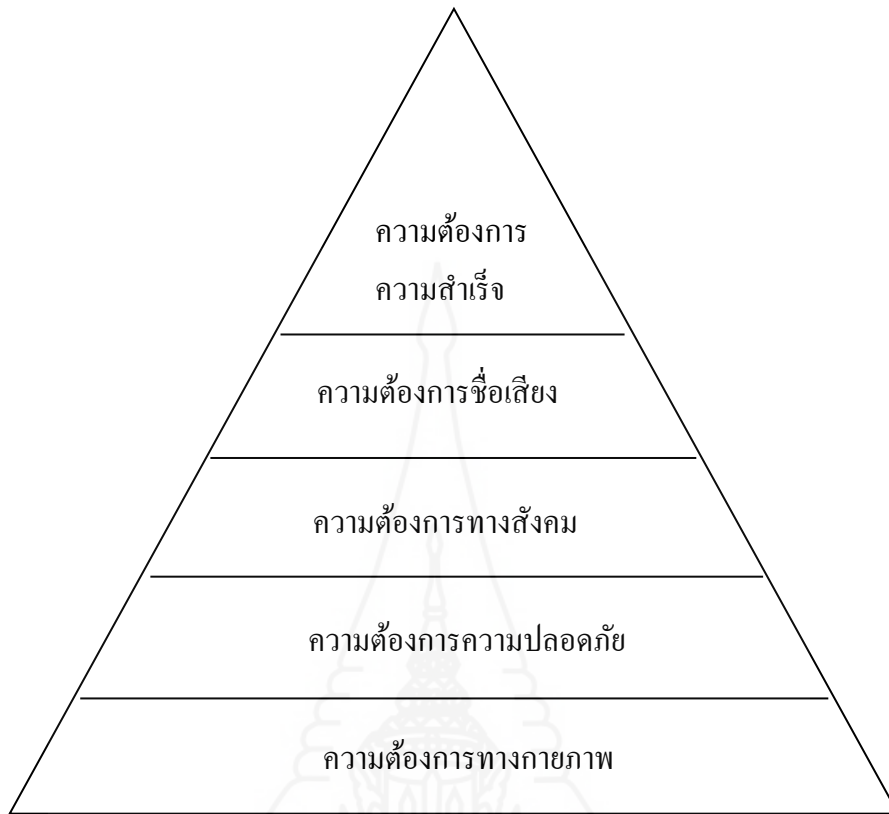 ความต้องการ
ความสำเร็จ
ความต้องการชื่อเสียง
ความต้องการทางสังคม
ความต้องการความปลอดภัย
ความต้องการทางกายภาพ